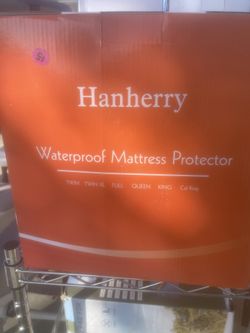 Hanherry
Waterproof Mattress Protector
TWIN TWIN XL FULL QUEEN KING Cal King